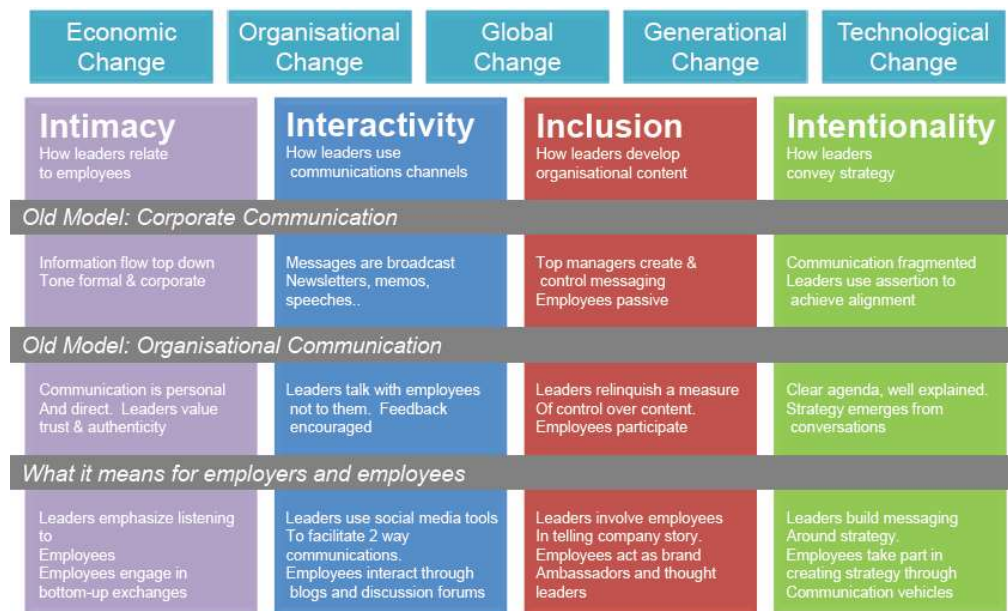 Economic
Change
Organisational
Change
Global
Change
Generational
Change
Technological
Change
Intimacy
How leaders relate
to employees
Interactivity
How leaders use
communications channels
Inclusion
How leaders develop
organisational content
Intentionality
How leaders
convey strategy
Old Model: Corporate Communication
Information flow top down
Tone formal & corporate
Messages are broadcast
Newsletters, memos,
speeches..
Top managers create &
control messaging
Employees passive
Communication fragmented
Leaders use assertion to
achieve alignment
Old Model: Organisational Communication
Communication is personal
And direct. Leaders value
trust & authenticity
Leaders talk with employees
not to them. Feedback
encouraged
Leaders relinquish a measure
Of control over content.
Employees participate
Clear agenda, well explained.
Strategy emerges from
conversations
What it means for employers and employees
Leaders emphasize listening
to
Employees
Employees engage in
bottom-up exchanges
Leaders use social media tools
To facilitate 2 way
communications.
Employees interact through
blogs and discussion forums
Leaders involve employees
In telling company story.
Employees act as brand
Ambassadors and thought
leaders
Leaders build messaging
Around strategy.
Employees take part in
creating strategy through
Communication vehicles